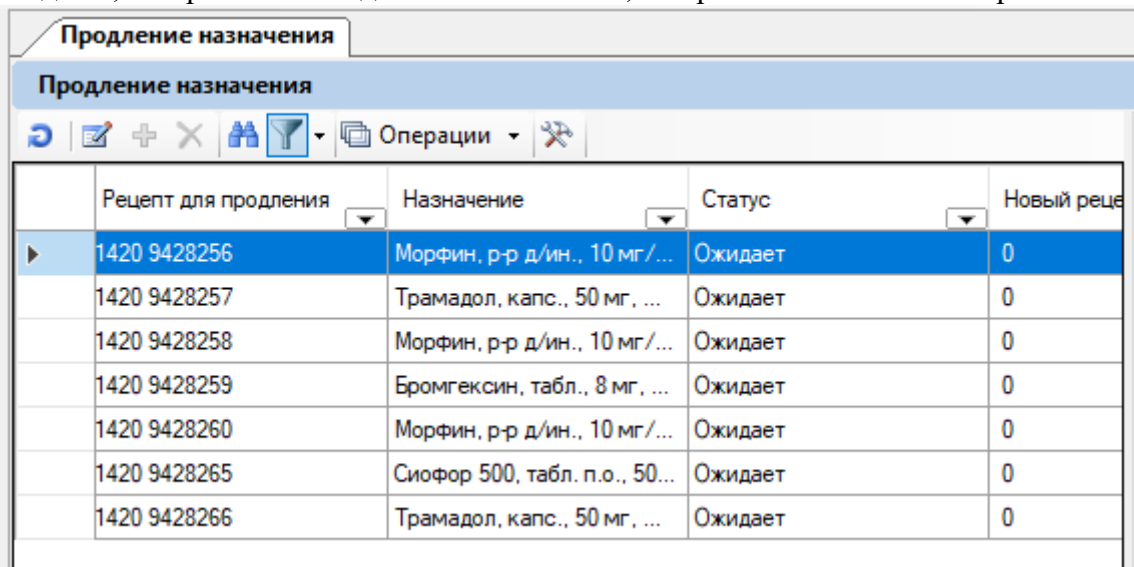 Продление назначения
Продление назначения
Операции
Рецепт для продления Назначение Статус Новый реце
1420 9428256 Морфин, р-р д/ин., 10 мг/... Ожидает 0
1420 9428257 Трамадол, капс., 50 мг, ... Ожидает 0
1420 9428258 Морфин, р-р д/ин., 10 мг/... Ожидает 0
1420 9428259 Бромгексин, табл., 8 мг, ... Ожидает 0
1420 9428260 Морфин, р-р д/ин., 10 мг/... Ожидает 0
1420 9428265 Сиофор 500, табл. п.о., 50... Ожидает 0
1420 9428266 Трамадол, капс., 50 мг, ... Ожидает 0